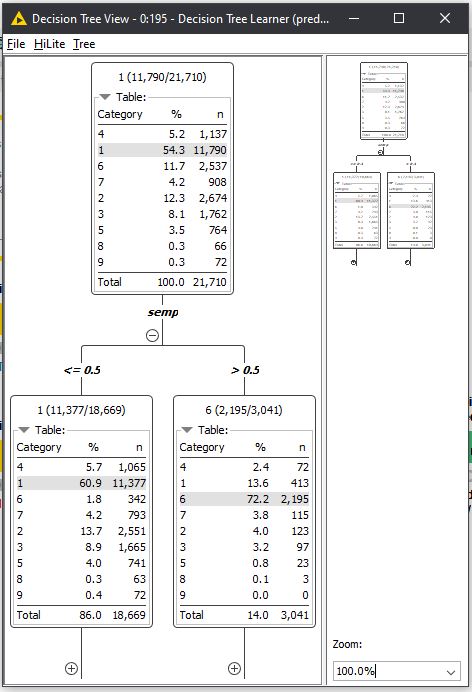 Decision Tree View - 0:195 - Decision Tree Learner (pred...
File HiLite Tree
1 (11,790/21,710)
Table:
Category % n
4 5.2 1,137
1 54.3 11,790
6 11.7 2,537
7 4.2 908
2 12.3 2,674
3 8.1 1,762
5 3.5 764
8 0.3 66
9 0.3 72
Total 100.0 21,710
semp
<= 0.5
> 0.5
1 (11,377/18,669)
Table:
Category % n
4 5.7 1,065
1 60.9 11,377
6 1.8 342
7 4.2 793
2 13.7 2,551
3 8.9 1,665
5 4.0 741
8 0.3 63
9 0.4 72
Total 86.0 18,669
6 (2,195/3,041)
Table:
Category % n
4 2.4 72
1 13.6 413
6 72.2 2,195
7 3.8 115
2 4.0 123
3 3.2 97
5 0.8 23
8 0.1 3
9 0.0 0
Total 14.0 3,041
Zoom:
100.0%